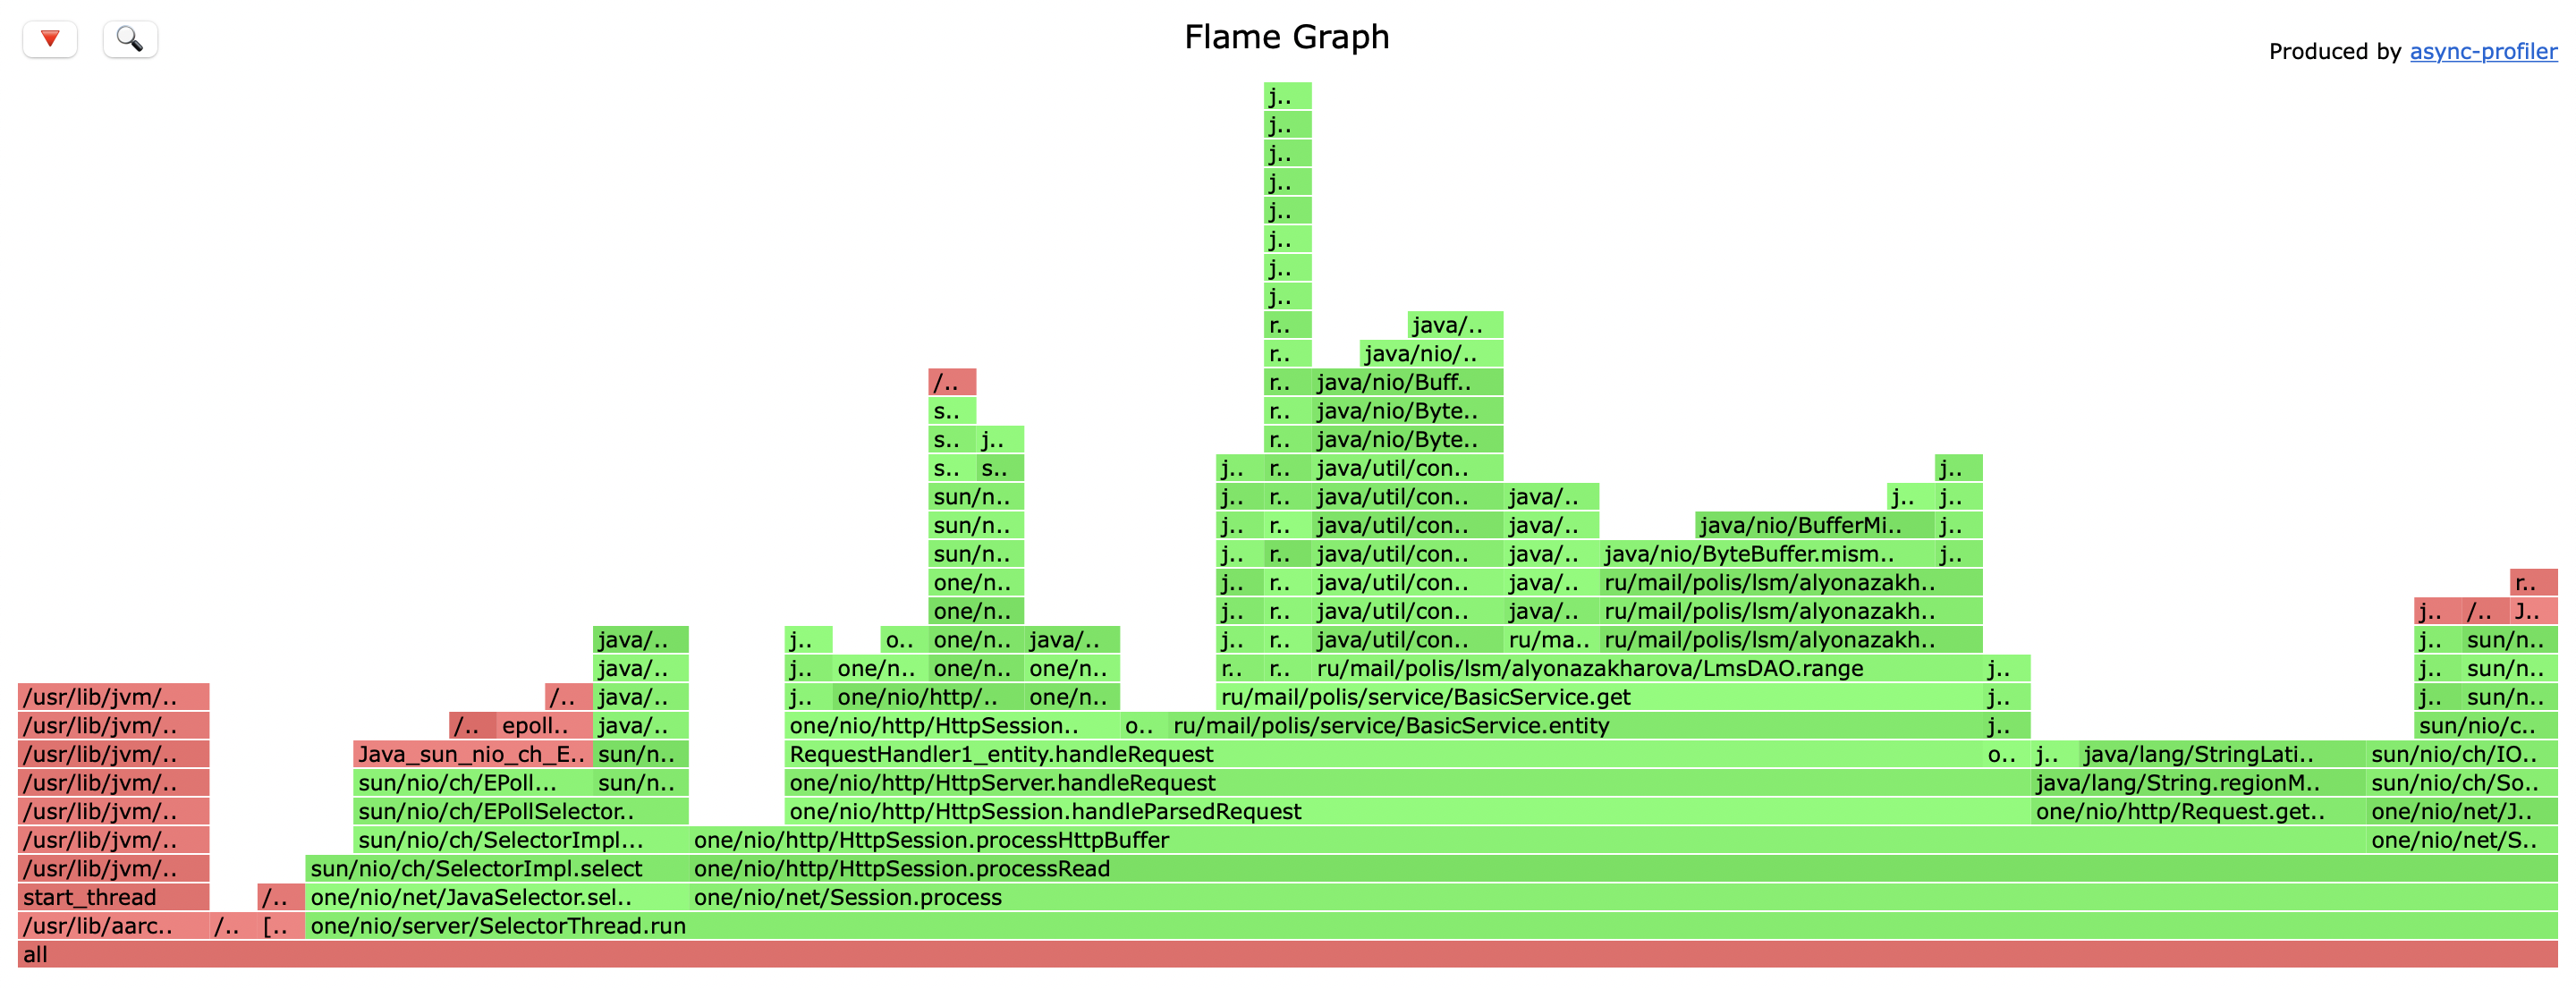 Flame Graph
Produced by async-profiler
j..
j..
j..
j..
j..
j..
j..
j..
r.. java/..
r.. java/nio/..
/.. r.. java/nio/Buff..
s.. r.. java/nio/Byte..
s.. j.. r.. java/nio/Byte..
s.. s.. j.. r.. java/util/con.. j..
sun/n.. j.. r.. java/util/con.. java/.. j.. j..
sun/n.. j.. r.. java/util/con.. java/.. java/nio/BufferMi.. j..
sun/n.. j.. r.. java/util/con.. java/.. java/nio/ByteBuffer.mism.. j..
one/n.. j.. r.. java/util/con.. java/.. ru/mail/polis/lsm/alyonazakh.. r..
one/n.. j.. r.. java/util/con.. java/.. ru/mail/polis/lsm/alyonazakh.. j.. /.. J..
java/.. j.. o.. one/n.. java/.. j.. r.. java/util/con.. ru/ma.. ru/mail/polis/lsm/alyonazakh.. j.. sun/n..
java/.. j.. one/n.. one/n.. one/n.. r.. r.. ru/mail/polis/lsm/alyonazakharova/LmsDAO.range j.. j.. sun/n..
/usr/lib/jvm/.. /.. java/.. j.. one/nio/http/.. one/n.. ru/mail/polis/service/BasicService.get j.. j.. sun/n..
/usr/lib/jvm/.. /.. epoll.. java/.. one/nio/http/HttpSession.. o.. ru/mail/polis/service/BasicService.entity j.. sun/nio/c..
/usr/lib/jvm/.. Java_sun_nio_ch_E.. sun/n.. RequestHandler1_entity.handleRequest o.. j.. java/lang/StringLati.. sun/nio/ch/IO..
/usr/lib/jvm/.. sun/nio/ch/EPoll... sun/n.. one/nio/http/HttpServer.handleRequest java/lang/String.regionM.. sun/nio/ch/So..
/usr/lib/jvm/.. sun/nio/ch/EPollSelector.. one/nio/http/HttpSession.handleParsedRequest one/nio/http/Request.get.. one/nio/net/J..
/usr/lib/jvm/.. sun/nio/ch/SelectorImpl... one/nio/http/HttpSession.processHttpBuffer one/nio/net/S..
/usr/lib/jvm/.. sun/nio/ch/SelectorImpl.select one/nio/http/HttpSession.processRead
start_thread /.. one/nio/net/JavaSelector.sel.. one/nio/net/Session.process
/usr/lib/aarc.. /.. [.. one/nio/server/SelectorThread.run
all